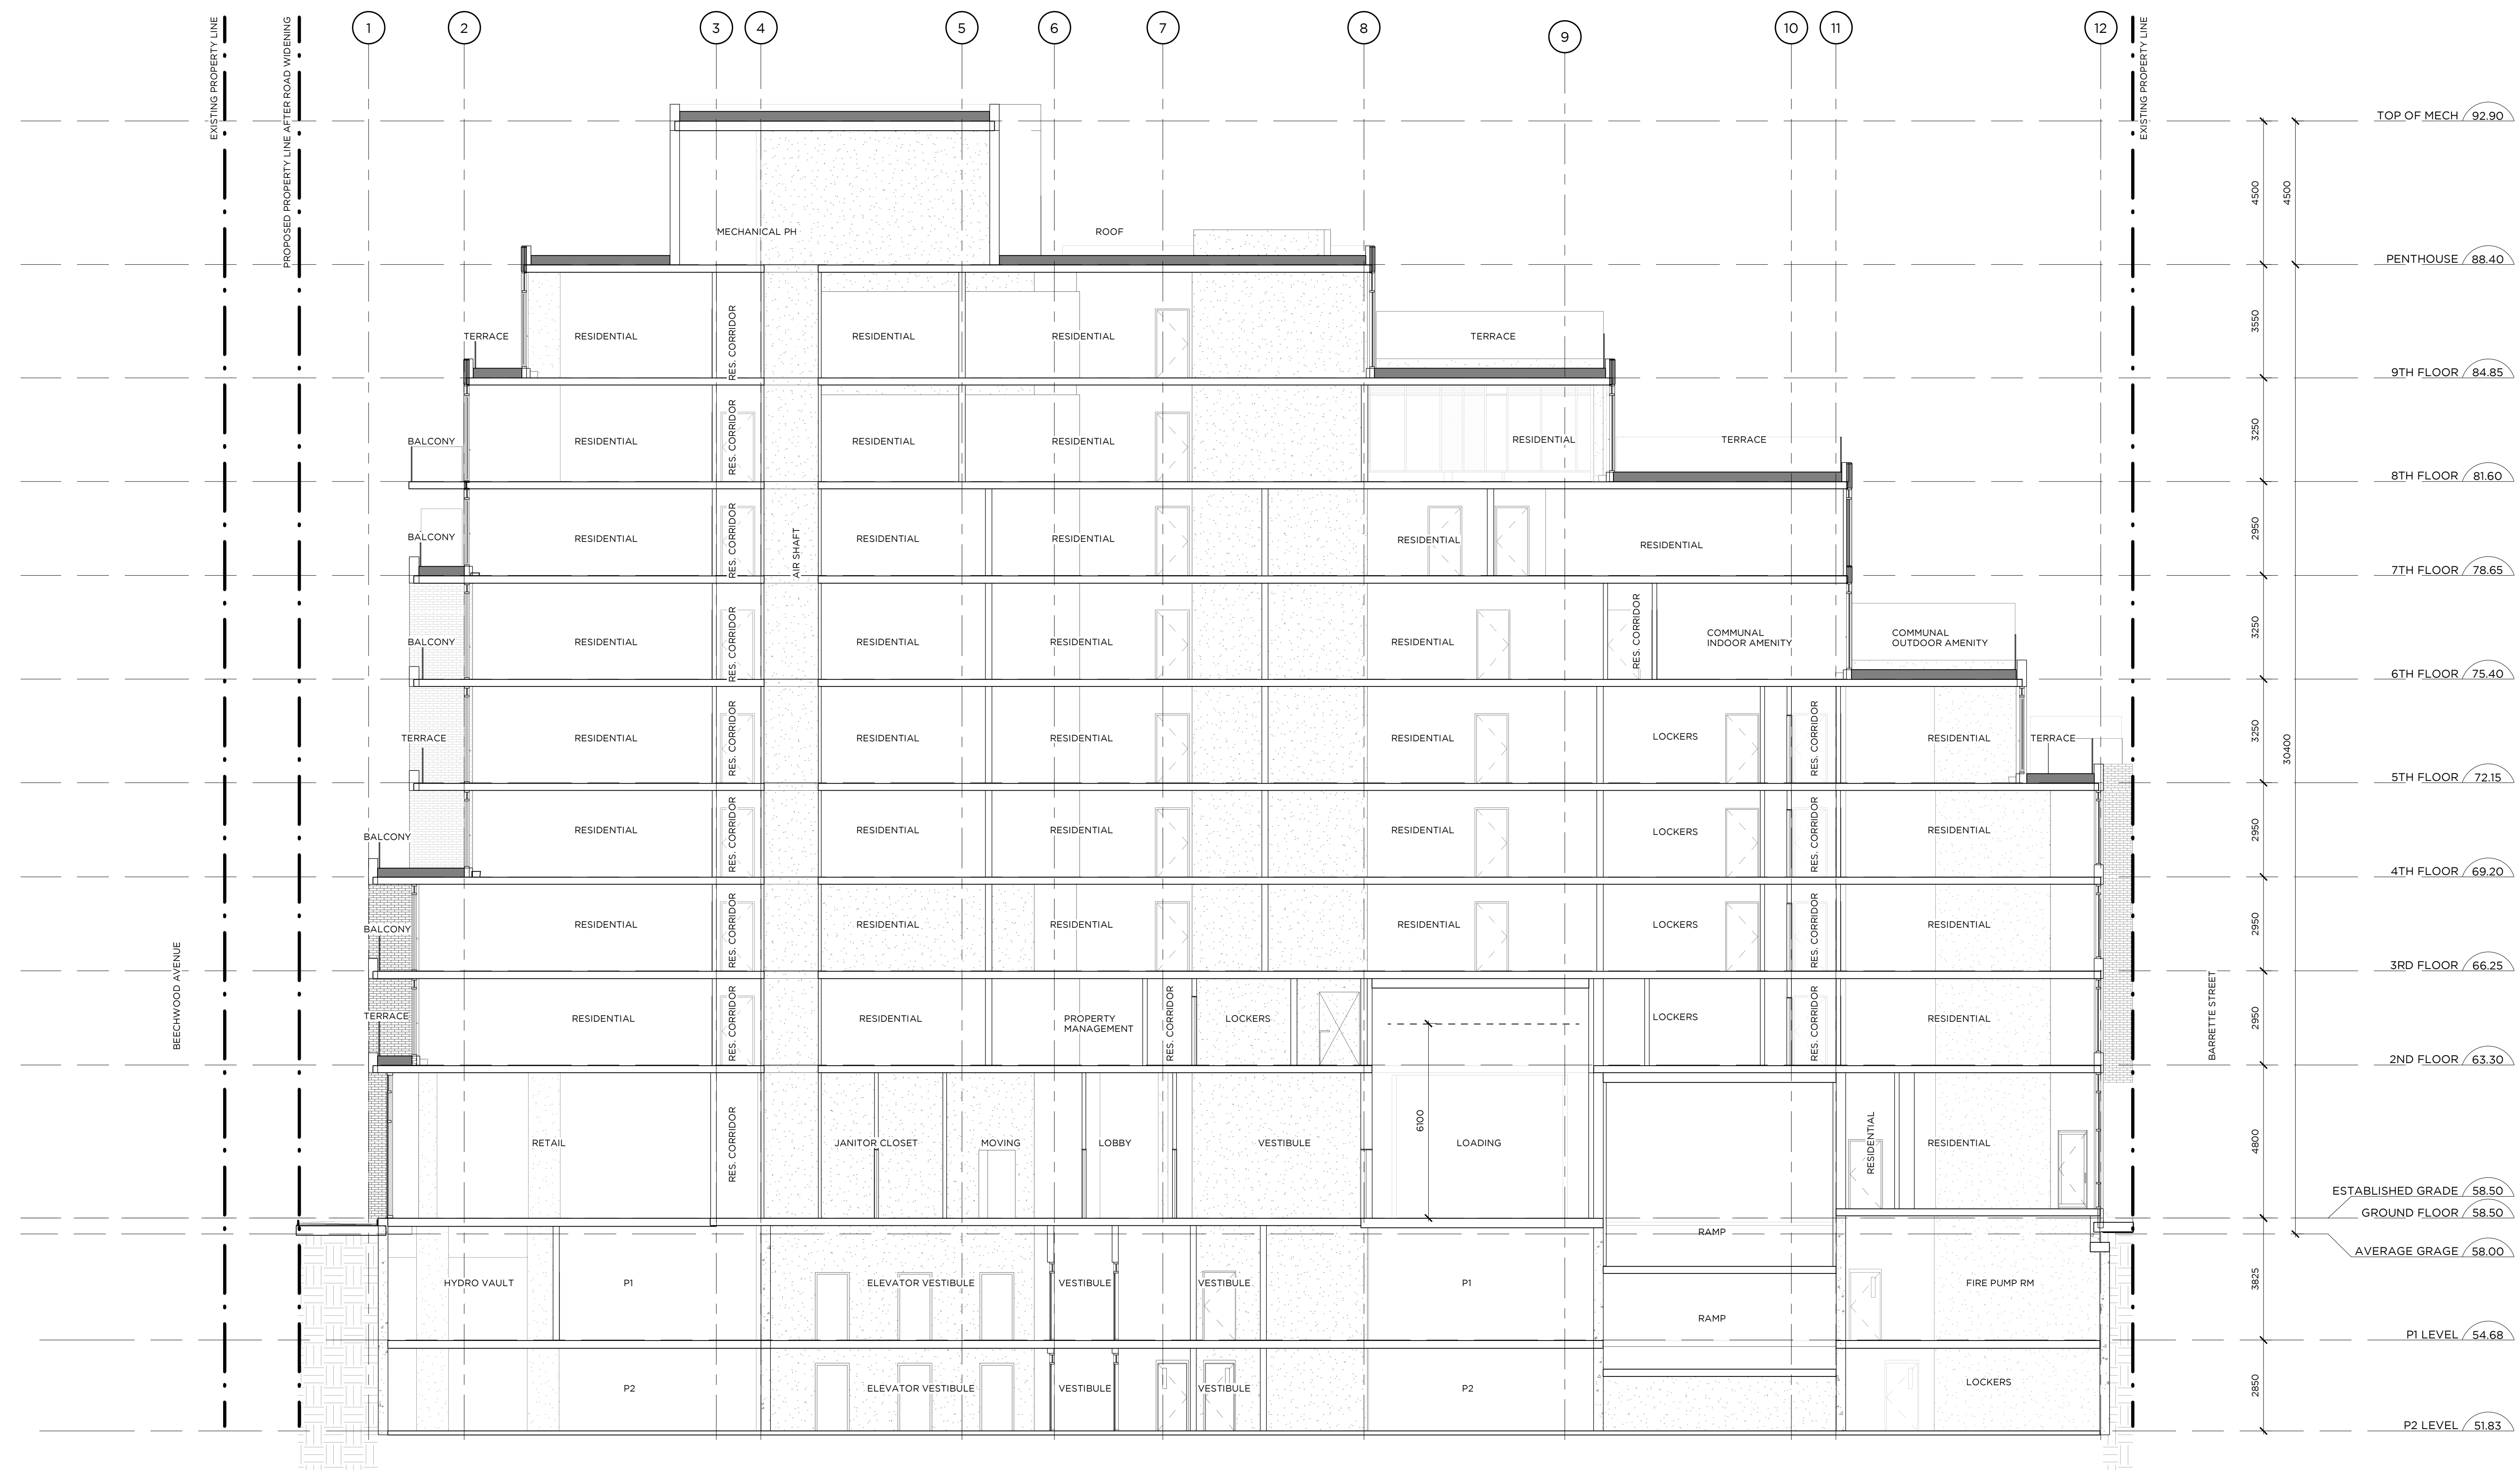 1 2 3 4 5 6 7 8 9 10 11 12
EXISTING PROPERTY LINE
PROPOSED PROPERTY LINE AFTER ROAD WIDENING
EXISTING PROPERTY LINE
TOP OF MECH 92.90
4500 4500
MECHANICAL PH ROOF
PENTHOUSE 88.40
TERRACE RESIDENTIAL RES. CORRIDOR RESIDENTIAL RESIDENTIAL TERRACE 3550
9TH FLOOR 84.85
BALCONY RESIDENTIAL RES. CORRIDOR RESIDENTIAL RESIDENTIAL RESIDENTIAL TERRACE 3250
8TH FLOOR 81.60
BALCONY RESIDENTIAL RES. CORRIDOR AIR SHAFT RESIDENTIAL RESIDENTIAL RESIDENTIAL RESIDENTIAL 2950
7TH FLOOR 78.65
BALCONY RESIDENTIAL RES. CORRIDOR RESIDENTIAL RESIDENTIAL RESIDENTIAL RES. CORRIDOR COMMUNAL COMMUNAL 3250
INDOOR AMENITY OUTDOOR AMENITY
6TH FLOOR 75.40
TERRACE RESIDENTIAL RES. CORRIDOR RESIDENTIAL RESIDENTIAL RESIDENTIAL LOCKERS RES. CORRIDOR RESIDENTIAL TERRACE 3250 30400
5TH FLOOR 72.15
BALCONY RESIDENTIAL RES. CORRIDOR RESIDENTIAL RESIDENTIAL RESIDENTIAL LOCKERS RES. CORRIDOR RESIDENTIAL 2950
4TH FLOOR 69.20
BALCONY RESIDENTIAL RES. CORRIDOR RESIDENTIAL RESIDENTIAL RESIDENTIAL LOCKERS RES. CORRIDOR RESIDENTIAL 2950
3RD FLOOR 66.25
BEECHWOOD AVENUE
TERRACE RESIDENTIAL RES. CORRIDOR RESIDENTIAL PROPERTY RES. CORRIDOR LOCKERS LOCKERS RES. CORRIDOR RESIDENTIAL 2950
MANAGEMENT
BARRETTE STREET
2ND FLOOR 63.30
RETAIL RES. CORRIDOR JANITOR CLOSET MOVING LOBBY VESTIBULE 6100 LOADING RESIDENTIAL RESIDENTIAL 4800
ESTABLISHED GRADE 58.50
GROUND FLOOR 58.50
RAMP
AVERAGE GRAGE 58.00
HYDRO VAULT P1 ELEVATOR VESTIBULE VESTIBULE VESTIBULE P1 FIRE PUMP RM 3825
RAMP
P1 LEVEL 54.68
P2 ELEVATOR VESTIBULE VESTIBULE VESTIBULE P2 LOCKERS 2850
P2 LEVEL 51.83